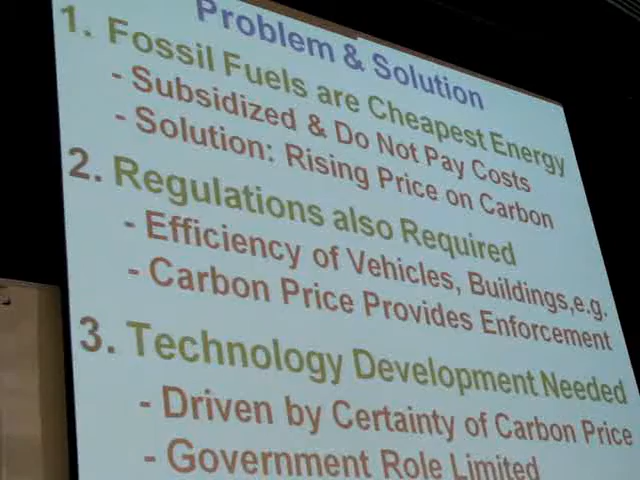 Problem & Solution
1. Fossil Fuels are Cheapest Energy
- Subsidized & Do Not Pay Costs
- Solution: Rising Price on Carbon
2. Regulations also Required
- Efficiency of Vehicles, Buildings,e.g.
- Carbon Price Provides Enforcement
3. Technology Development Needed
- Driven by Certainty of Carbon Price
- Government Role Limited